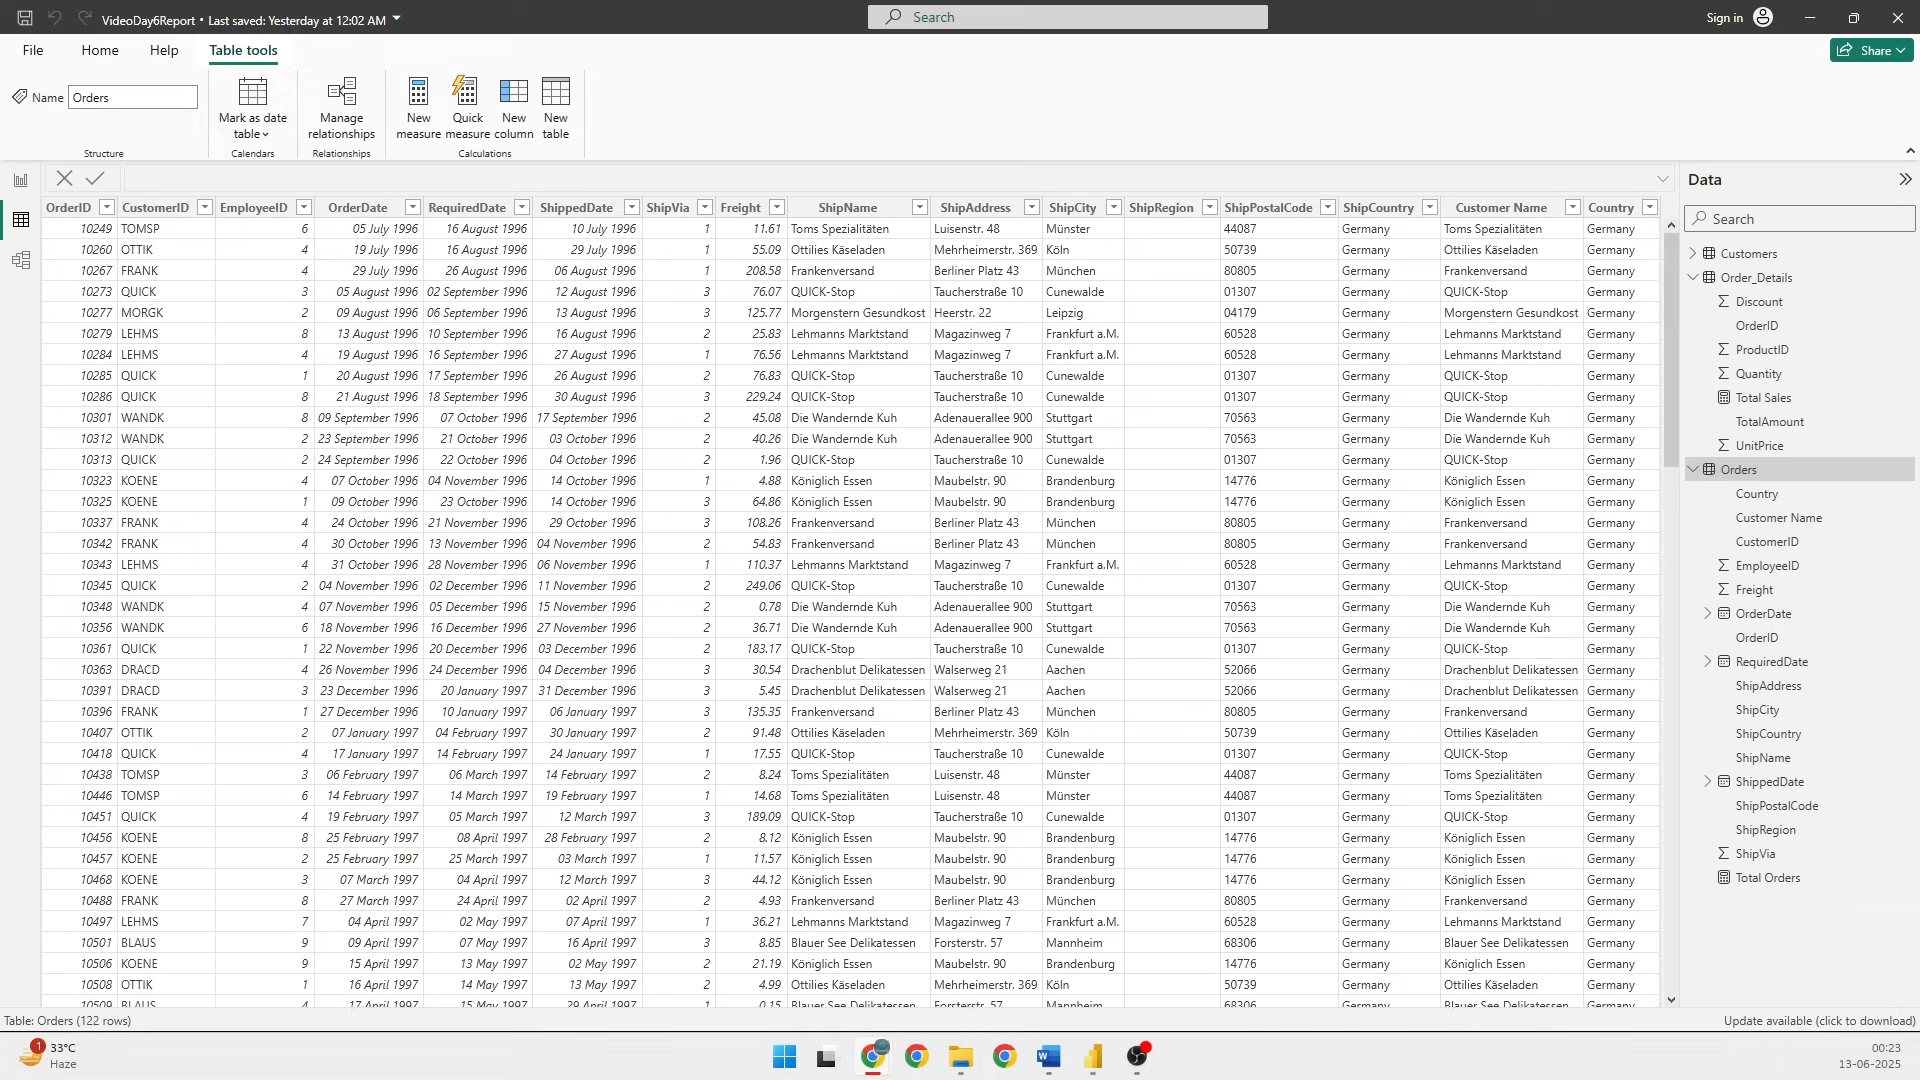 VideoDay6Report • Last saved: Yesterday at 12:02 AM
Search
Sign in
File Home Help Table tools
Share
Name Orders
Mark as date table
Manage relationships
New measure
Quick measure
New column
New table
Structure Calendars Relationships Calculations
OrderID CustomerID EmployeeID OrderDate RequiredDate ShippedDate ShipVia Freight ShipName ShipAddress ShipCity ShipRegion ShipPostalCode ShipCountry Customer Name Country
10249 TOMSP 6 05 July 1996 16 August 1996 10 July 1996 1 11.61 Toms Spezialitäten Luisenstr. 48 Münster 44087 Germany Toms Spezialitäten Germany
10260 OTTIK 4 19 July 1996 16 August 1996 29 July 1996 1 55.09 Ottilies Käseladen Mehrheimerstr. 369 Köln 50739 Germany Ottilies Käseladen Germany
10267 FRANK 4 29 July 1996 26 August 1996 06 August 1996 1 208.58 Frankenversand Berliner Platz 43 München 80805 Germany Frankenversand Germany
10273 QUICK 3 05 August 1996 02 September 1996 12 August 1996 3 76.07 QUICK-Stop Taucherstraße 10 Cunewalde 01307 Germany QUICK-Stop Germany
10277 MORGK 2 09 August 1996 06 September 1996 13 August 1996 3 125.77 Morgenstern Gesundkost Heerstr. 22 Leipzig 04179 Germany Morgenstern Gesundkost Germany
10279 LEHMS 8 13 August 1996 10 September 1996 16 August 1996 2 25.83 Lehmanns Marktstand Magazinweg 7 Frankfurt a.M. 60528 Germany Lehmanns Marktstand Germany
10284 LEHMS 4 19 August 1996 16 September 1996 27 August 1996 1 76.56 Lehmanns Marktstand Magazinweg 7 Frankfurt a.M. 60528 Germany Lehmanns Marktstand Germany
10285 QUICK 1 20 August 1996 17 September 1996 26 August 1996 2 76.83 QUICK-Stop Taucherstraße 10 Cunewalde 01307 Germany QUICK-Stop Germany
10286 QUICK 8 21 August 1996 18 September 1996 30 August 1996 3 229.24 QUICK-Stop Taucherstraße 10 Cunewalde 01307 Germany QUICK-Stop Germany
10301 WANDK 8 09 September 1996 07 October 1996 17 September 1996 2 45.08 Die Wandernde Kuh Adenauerallee 900 Stuttgart 70563 Germany Die Wandernde Kuh Germany
10312 WANDK 2 23 September 1996 21 October 1996 03 October 1996 2 40.26 Die Wandernde Kuh Adenauerallee 900 Stuttgart 70563 Germany Die Wandernde Kuh Germany
10313 QUICK 2 24 September 1996 22 October 1996 04 October 1996 2 1.96 QUICK-Stop Taucherstraße 10 Cunewalde 01307 Germany QUICK-Stop Germany
10323 KOENE 4 07 October 1996 04 November 1996 14 October 1996 1 4.88 Königlich Essen Maubelstr. 90 Brandenburg 14776 Germany Königlich Essen Germany
10325 KOENE 1 09 October 1996 23 October 1996 14 October 1996 3 64.86 Königlich Essen Maubelstr. 90 Brandenburg 14776 Germany Königlich Essen Germany
10337 FRANK 4 24 October 1996 21 November 1996 29 October 1996 3 108.26 Frankenversand Berliner Platz 43 München 80805 Germany Frankenversand Germany
10342 FRANK 4 30 October 1996 13 November 1996 04 November 1996 2 54.83 Frankenversand Berliner Platz 43 München 80805 Germany Frankenversand Germany
10343 LEHMS 4 31 October 1996 28 November 1996 06 November 1996 1 110.37 Lehmanns Marktstand Magazinweg 7 Frankfurt a.M. 60528 Germany Lehmanns Marktstand Germany
10345 QUICK 2 04 November 1996 02 December 1996 11 November 1996 2 249.06 QUICK-Stop Taucherstraße 10 Cunewalde 01307 Germany QUICK-Stop Germany
10348 WANDK 4 07 November 1996 05 December 1996 15 November 1996 2 0.78 Die Wandernde Kuh Adenauerallee 900 Stuttgart 70563 Germany Die Wandernde Kuh Germany
10356 WANDK 6 18 November 1996 16 December 1996 27 November 1996 2 36.71 Die Wandernde Kuh Adenauerallee 900 Stuttgart 70563 Germany Die Wandernde Kuh Germany
10361 QUICK 1 22 November 1996 20 December 1996 03 December 1996 2 183.17 QUICK-Stop Taucherstraße 10 Cunewalde 01307 Germany QUICK-Stop Germany
10363 DRACD 4 26 November 1996 24 December 1996 04 December 1996 3 30.54 Drachenblut Delikatessen Walserweg 21 Aachen 52066 Germany Drachenblut Delikatessen Germany
10391 DRACD 3 23 December 1996 20 January 1997 31 December 1996 3 5.45 Drachenblut Delikatessen Walserweg 21 Aachen 52066 Germany Drachenblut Delikatessen Germany
10396 FRANK 1 27 December 1996 10 January 1997 06 January 1997 3 135.35 Frankenversand Berliner Platz 43 München 80805 Germany Frankenversand Germany
10407 OTTIK 2 07 January 1997 04 February 1997 30 January 1997 2 91.48 Ottilies Käseladen Mehrheimerstr. 369 Köln 50739 Germany Ottilies Käseladen Germany
10418 QUICK 4 17 January 1997 14 February 1997 24 January 1997 1 17.55 QUICK-Stop Taucherstraße 10 Cunewalde 01307 Germany QUICK-Stop Germany
10438 TOMSP 3 06 February 1997 06 March 1997 14 February 1997 2 8.24 Toms Spezialitäten Luisenstr. 48 Münster 44087 Germany Toms Spezialitäten Germany
10446 TOMSP 6 14 February 1997 14 March 1997 19 February 1997 1 14.68 Toms Spezialitäten Luisenstr. 48 Münster 44087 Germany Toms Spezialitäten Germany
10451 QUICK 4 19 February 1997 05 March 1997 12 March 1997 3 189.09 QUICK-Stop Taucherstraße 10 Cunewalde 01307 Germany QUICK-Stop Germany
10456 KOENE 8 25 February 1997 08 April 1997 28 February 1997 2 8.12 Königlich Essen Maubelstr. 90 Brandenburg 14776 Germany Königlich Essen Germany
10457 KOENE 2 25 February 1997 25 March 1997 03 March 1997 1 11.57 Königlich Essen Maubelstr. 90 Brandenburg 14776 Germany Königlich Essen Germany
10468 KOENE 3 07 March 1997 04 April 1997 12 March 1997 3 44.12 Königlich Essen Maubelstr. 90 Brandenburg 14776 Germany Königlich Essen Germany
10488 FRANK 8 27 March 1997 24 April 1997 02 April 1997 2 4.93 Frankenversand Berliner Platz 43 München 80805 Germany Frankenversand Germany
10497 LEHMS 7 04 April 1997 02 May 1997 07 April 1997 1 36.21 Lehmanns Marktstand Magazinweg 7 Frankfurt a.M. 60528 Germany Lehmanns Marktstand Germany
10501 BLAUS 9 09 April 1997 07 May 1997 16 April 1997 3 8.85 Blauer See Delikatessen Forsterstr. 57 Mannheim 68306 Germany Blauer See Delikatessen Germany
10506 KOENE 9 15 April 1997 13 May 1997 02 May 1997 2 21.19 Königlich Essen Maubelstr. 90 Brandenburg 14776 Germany Königlich Essen Germany
10508 OTTIK 1 16 April 1997 14 May 1997 13 May 1997 2 4.99 Ottilies Käseladen Mehrheimerstr. 369 Köln 50739 Germany Ottilies Käseladen Germany
10509 BLAUS 4 17 April 1997 15 May 1997 29 April 1997 1 0.15 Blauer See Delikatessen Forsterstr. 57 Mannheim 68306 Germany Blauer See Delikatessen Germany
Data
Search
Customers
Order_Details
Discount
OrderID
ProductID
Quantity
Total Sales
TotalAmount
UnitPrice
Orders
Country
Customer Name
CustomerID
EmployeeID
Freight
OrderDate
OrderID
RequiredDate
ShipAddress
ShipCity
ShipCountry
ShipName
ShippedDate
ShipPostalCode
ShipRegion
ShipVia
Total Orders
Table: Orders (122 rows)
Update available (click to download)
1
33°C
Haze
W
00:23
13-06-2025